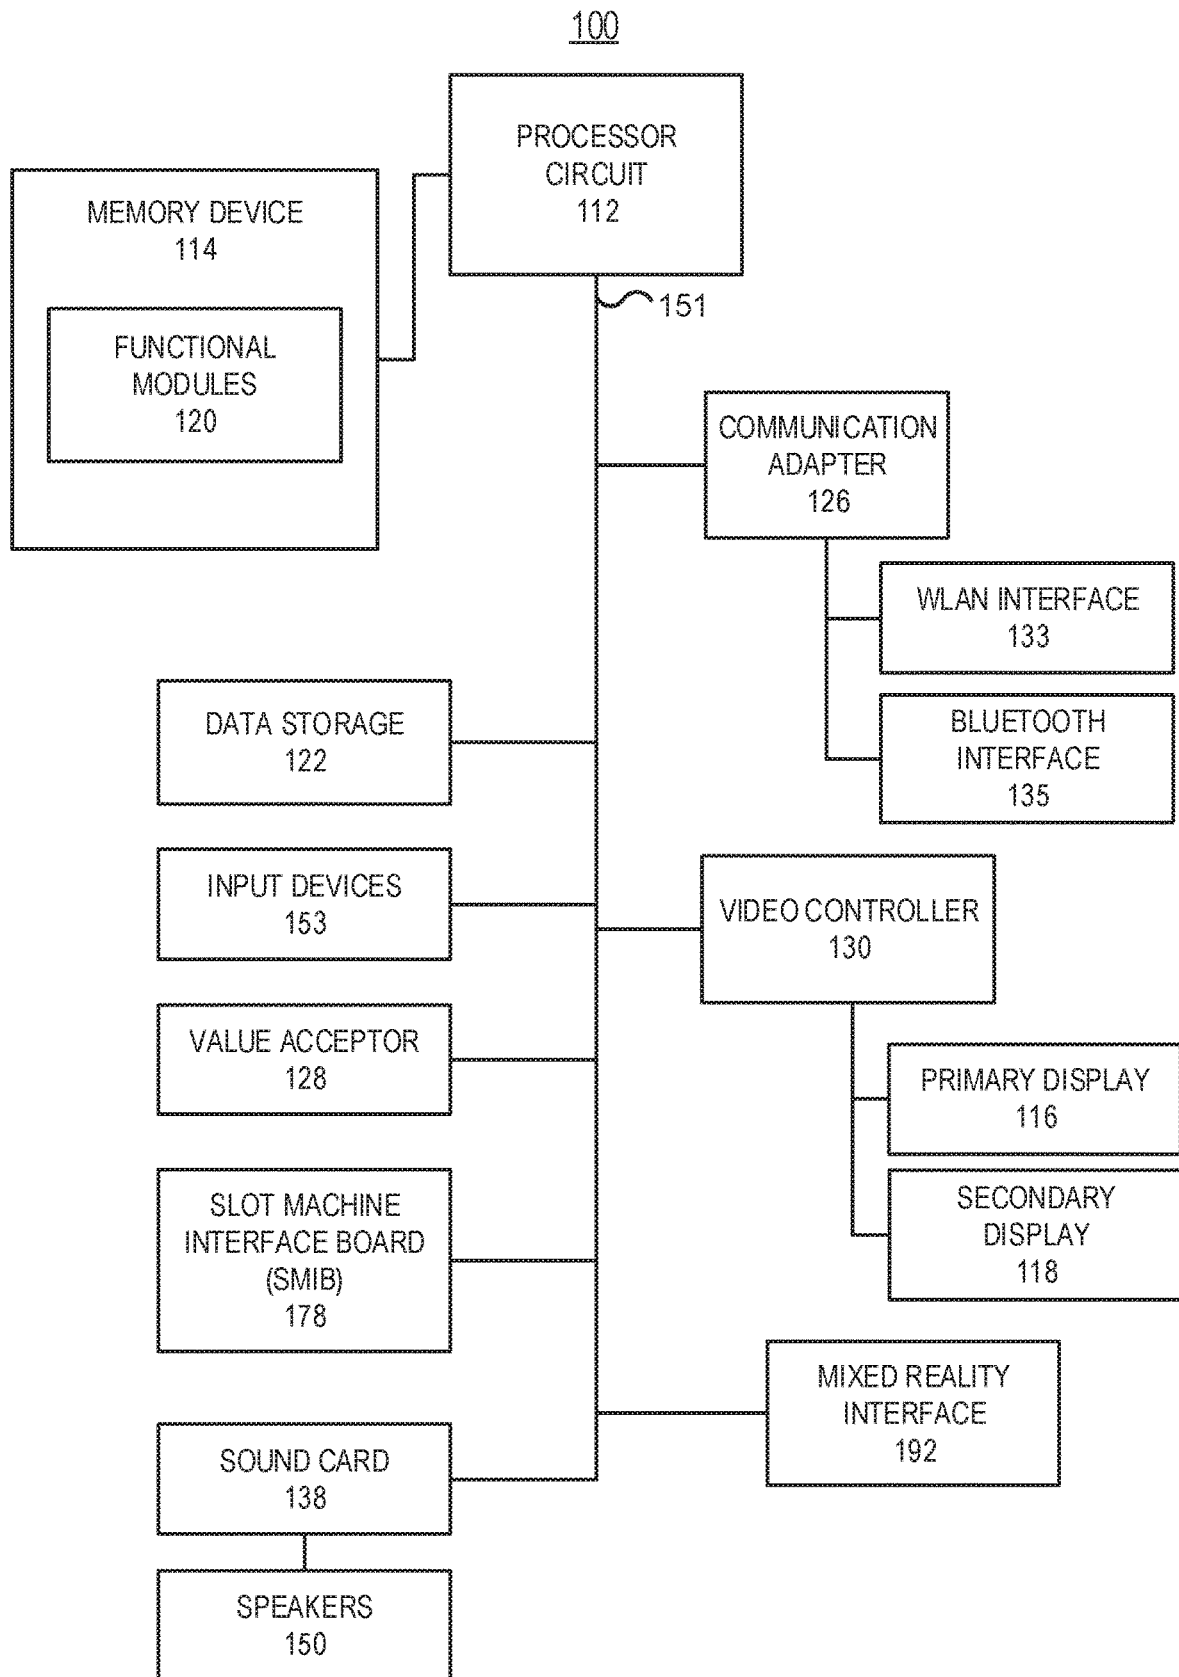 100
PROCESSOR
CIRCUIT
112
MEMORY DEVICE
114
FUNCTIONAL
MODULES
120
151
COMMUNICATION
ADAPTER
126
WLAN INTERFACE
133
BLUETOOTH
INTERFACE
135
DATA STORAGE
122
INPUT DEVICES
153
VIDEO CONTROLLER
130
VALUE ACCEPTOR
128
PRIMARY DISPLAY
116
SECONDARY
DISPLAY
118
SLOT MACHINE
INTERFACE BOARD
(SMIB)
178
MIXED REALITY
INTERFACE
192
SOUND CARD
138
SPEAKERS
150